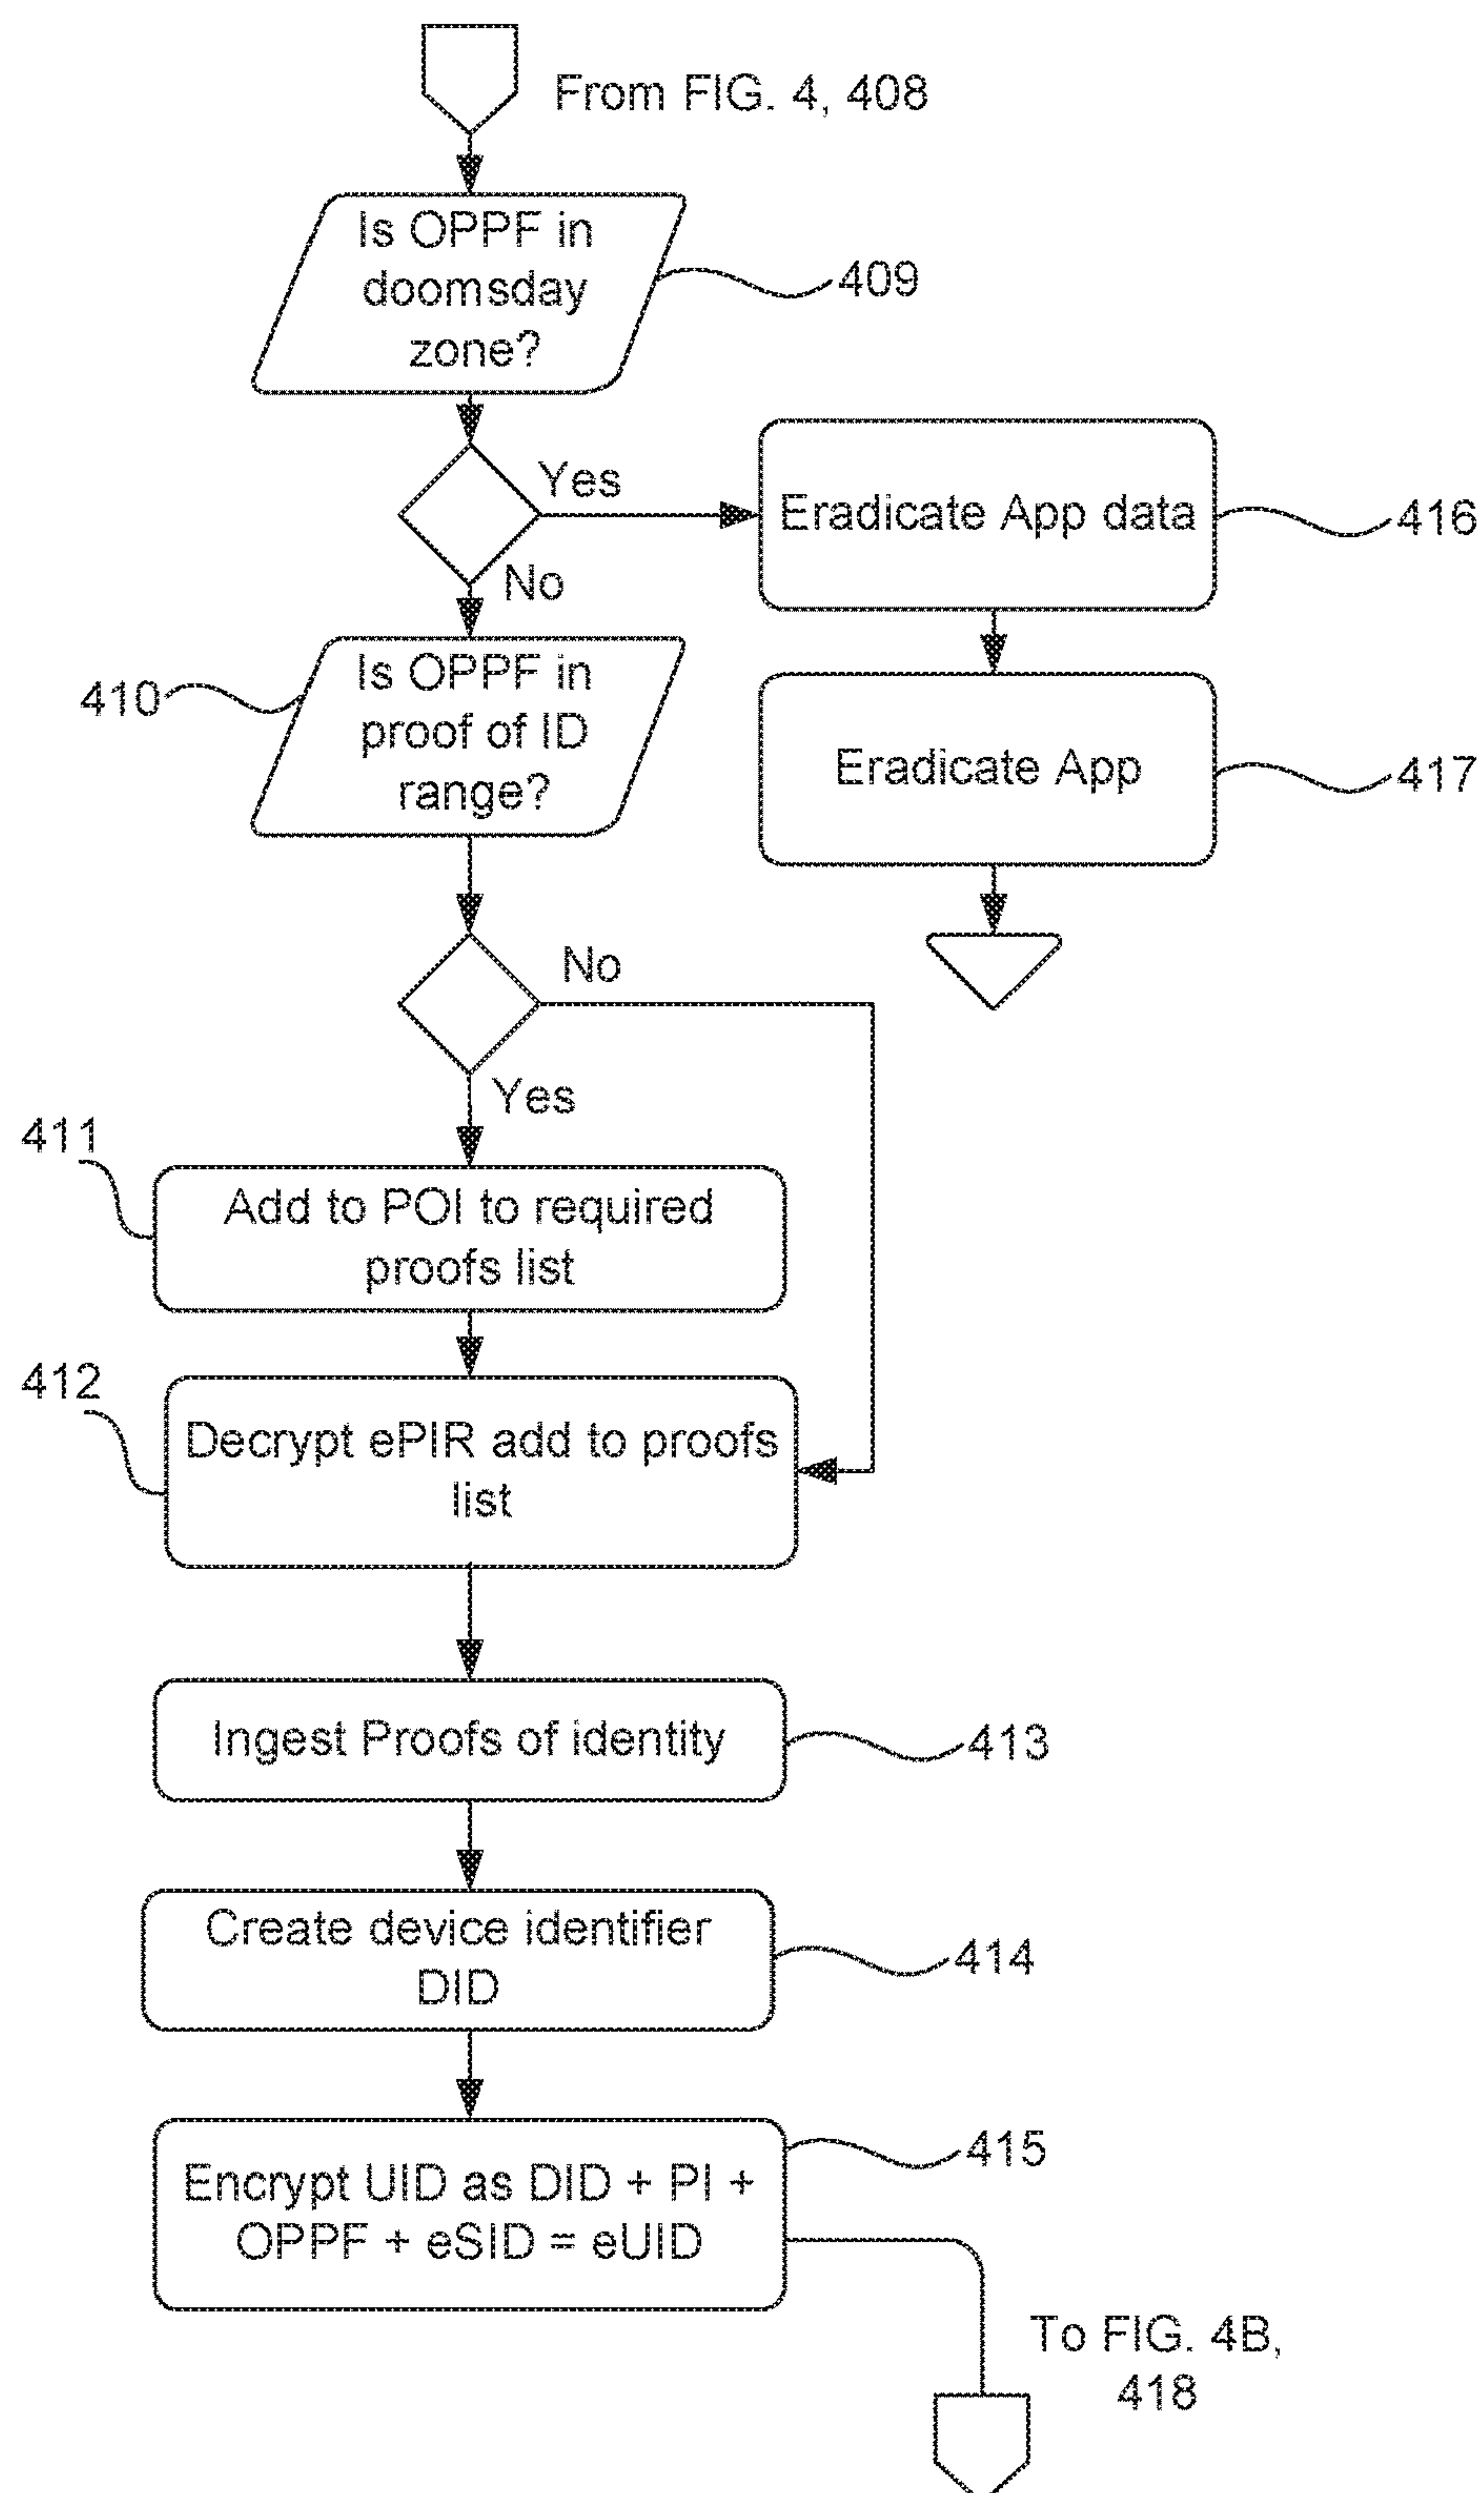 From FIG. 4, 408
Is OPPF in
doomsday
zone?
409
Yes
Eradicate App data
416
No
410
Is OPPF in
proof of ID
range?
Eradicate App
417
No
Yes
411
Add to POI to required
proofs list
412
Decrypt ePIR add to proofs
list
Ingest Proofs of identity
413
Create device identifier
DID
414
Encrypt UID as DID + PI +
OPPF + eSID = eUID
415
To FIG. 4B,
418